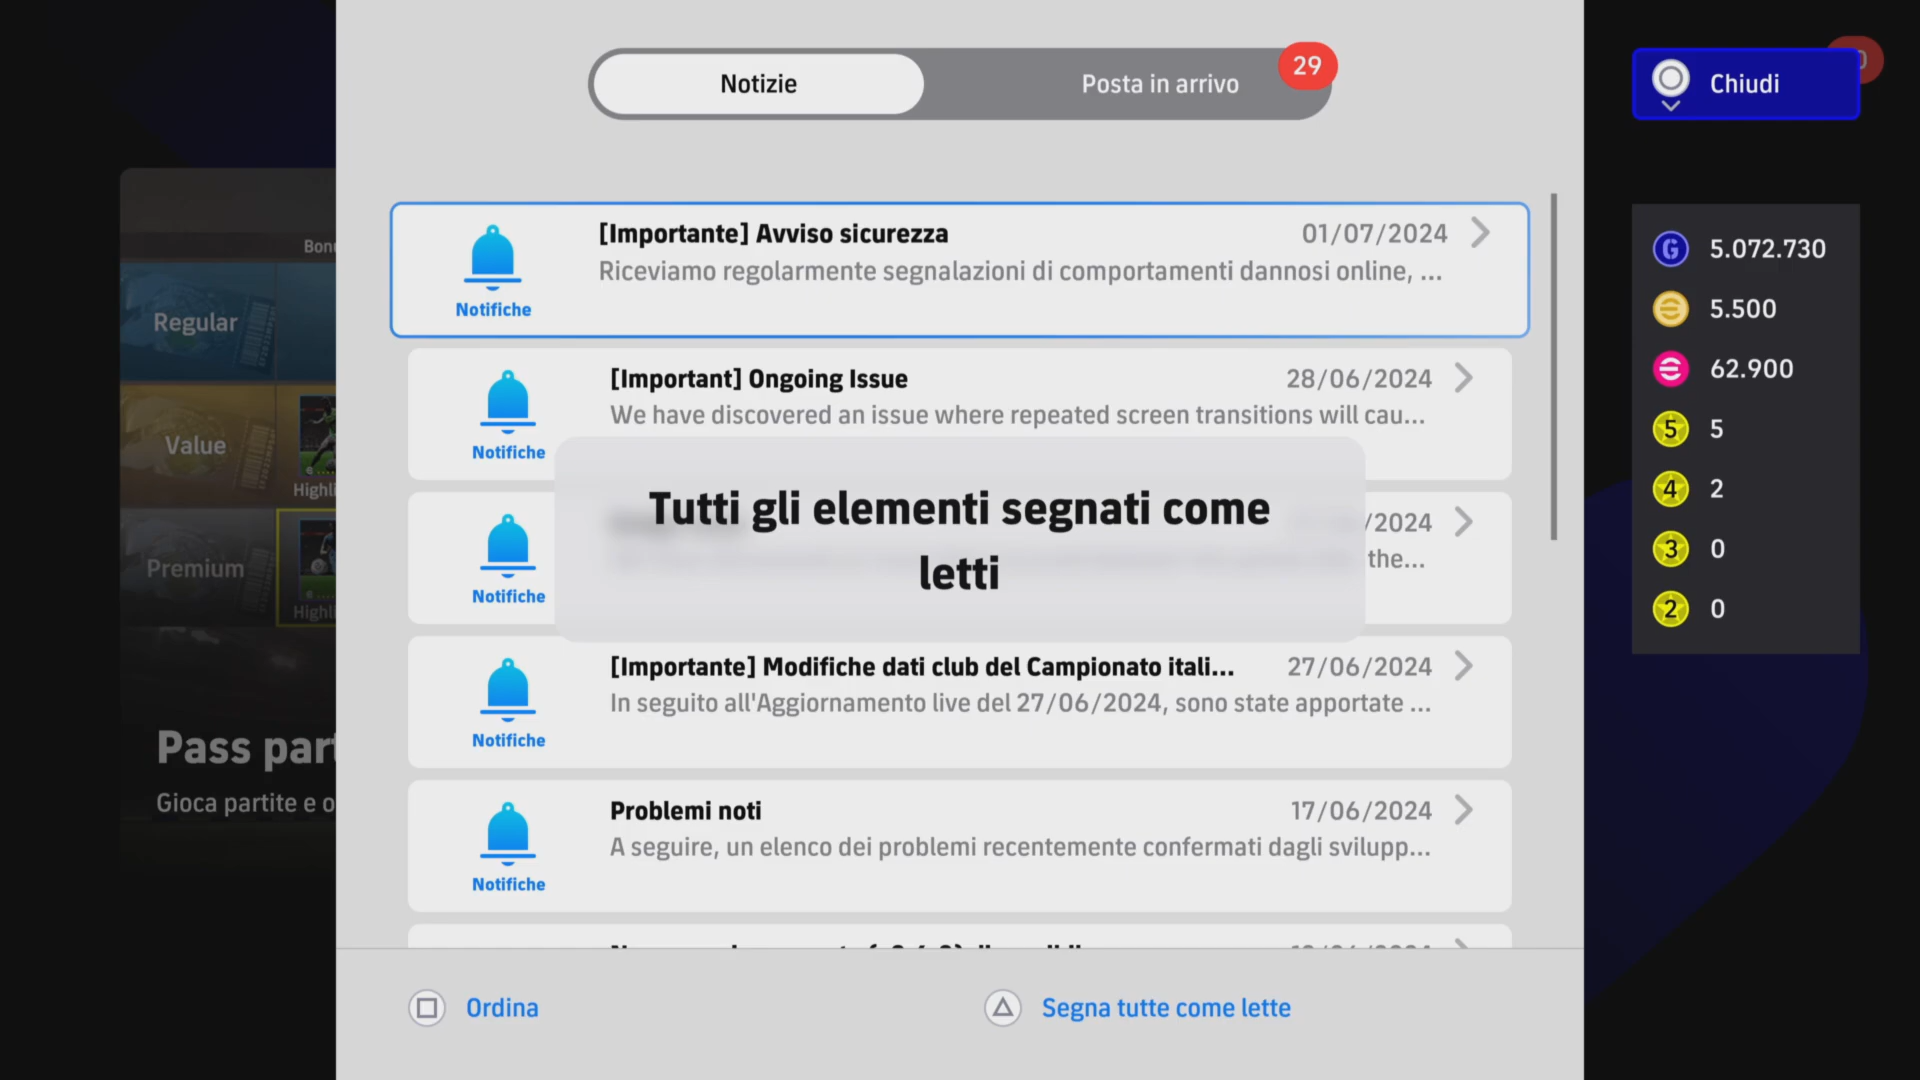 Notizie
Posta in arrivo
29
Chiudi
[Importante] Avviso sicurezza
01/07/2024
Riceviamo regolarmente segnalazioni di comportamenti dannosi online, ...
Notifiche
[Important] Ongoing Issue
28/06/2024
We have discovered an issue where repeated screen transitions will cau...
Notifiche
Tutti gli elementi segnati come
letti
/2024
the...
Notifiche
[Importante] Modifiche dati club del Campionato itali...
27/06/2024
In seguito all'Aggiornamento live del 27/06/2024, sono state apportate ...
Notifiche
Problemi noti
17/06/2024
A seguire, un elenco dei problemi recentemente confermati dagli svilupp...
Notifiche
Ordina
Segna tutte come lette
G 5.072.730
5.500
62.900
5 5
4 2
3 0
2 0
Bonu
Regular
Value
Highli
Premium
Highli
Pass part
Gioca partite e o